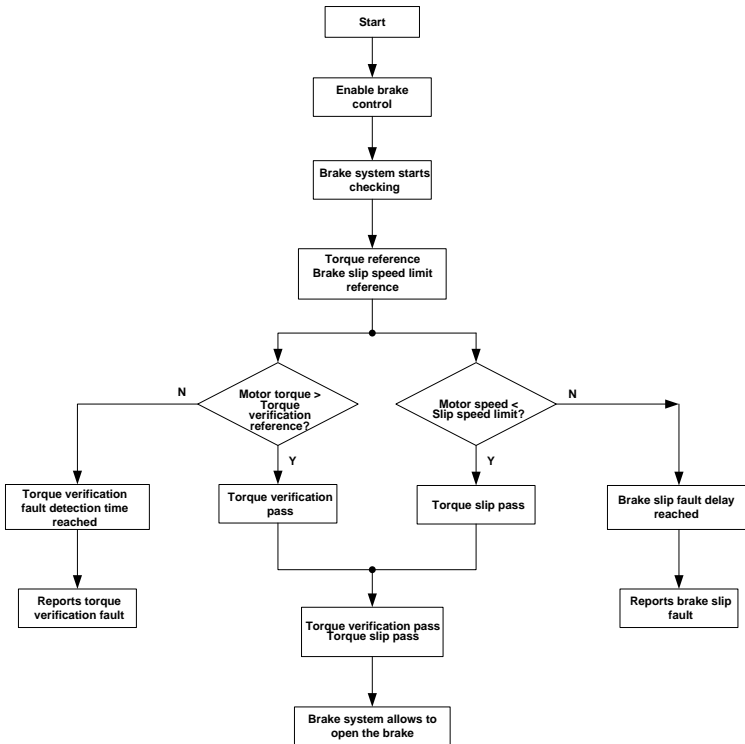 Start
Enable brake
control
Brake system starts
checking
Torque reference
Brake slip speed limit
reference
N
Motor torque >
Torque
verification
reference?
Y
Motor speed <
Slip speed limit?
N
Y
Torque verification
fault detection time
reached
Torque verification
pass
Torque slip pass
Brake slip fault delay
reached
Reports torque
verification fault
Reports brake slip
fault
Torque verification pass
Torque slip pass
Brake system allows to
open the brake